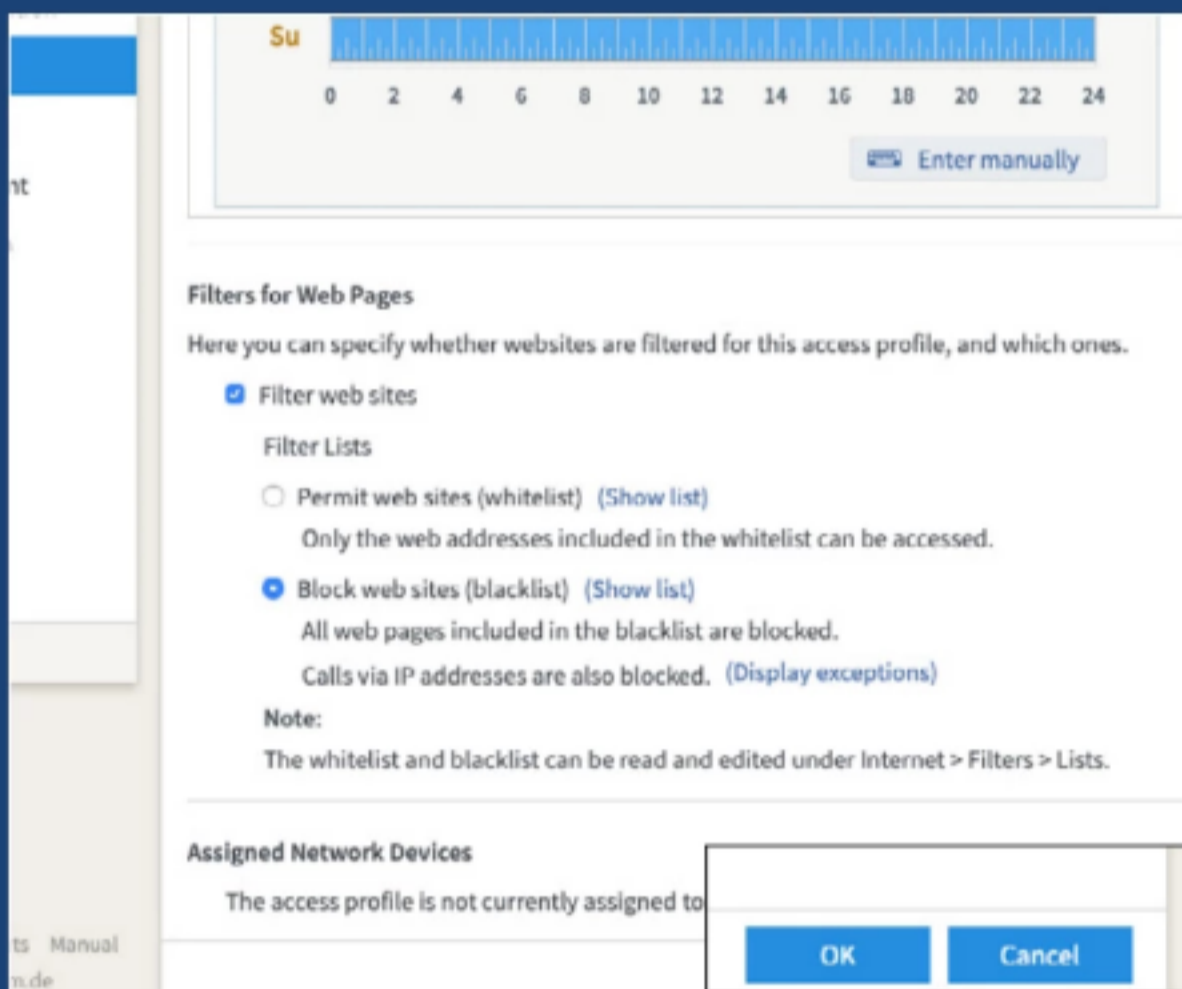 Su
0 2 4 6 8 10 12 14 16 18 20 22 24
Enter manually
nt
Filters for Web Pages
Here you can specify whether websites are filtered for this access profile, and which ones.
Filter web sites
Filter Lists
Permit web sites (whitelist) (Show list)
Only the web addresses included in the whitelist can be accessed.
Block web sites (blacklist) (Show list)
All web pages included in the blacklist are blocked.
Calls via IP addresses are also blocked. (Display exceptions)
Note:
The whitelist and blacklist can be read and edited under Internet > Filters > Lists.
Assigned Network Devices
The access profile is not currently assigned to
ts Manual
m.de
OK Cancel